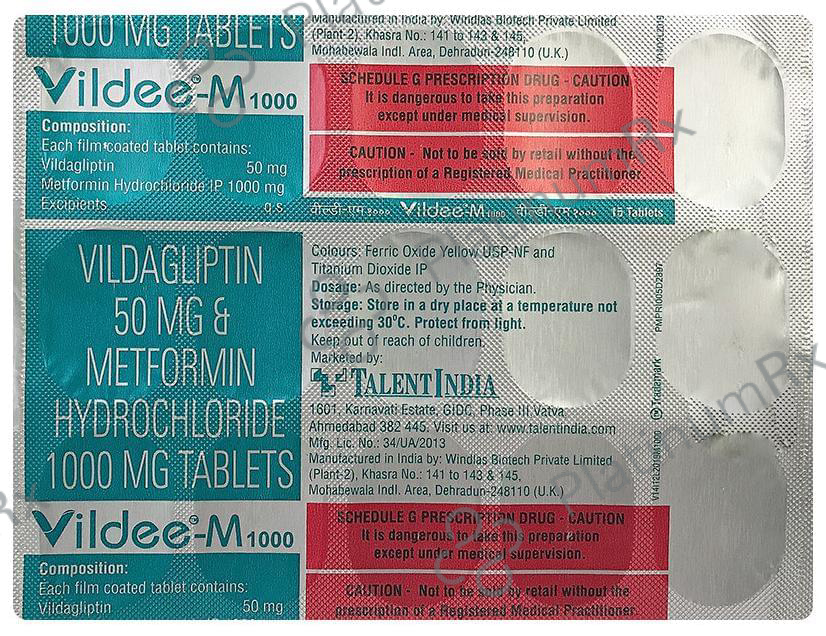 1000 MG TABLETS
Vildee™-M 1000
Composition:
Each film coated tablet contains:
Vildagliptin 50 mg
Metformin Hydrochloride IP 1000 mg
Excipients q.s
Manufactured in India by: Windlas Biotech Private Limited
(Plant-2), Khasra No.: 141 to 143 & 145,
Mohabewala Indl. Area, Dehradun-248110 (U.K.)
SCHEDULE G PRESCRIPTION DRUG - CAUTION
It is dangerous to take this preparation
except under medical supervision.
CAUTION - Not to be sold by retail without the
prescription of a Registered Medical Practitioner
वील्डी-एम १००० Vildee-M 1000 वील्डी-एम १००० 15 Tablets
VILDAGLIPTIN
50 MG &
METFORMIN
HYDROCHLORIDE
1000 MG TABLETS
Colours: Ferric Oxide Yellow USP-NF and
Titanium Dioxide IP
Dosage: As directed by the Physician.
Storage: Store in a dry place at a temperature not
exceeding 30°C. Protect from light.
Keep out of reach of children.
Marketed by:
TALENTINDIA
1601, Karnavati Estate, GIDC, Phase III Vatva,
Ahmedabad 382 445. Visit us at: www.talentindia.com
Mfg. Lic. No.: 34/UA/2013
Manufactured in India by: Windlas Biotech Private Limited
(Plant-2), Khasra No.: 141 to 143 & 145,
Mohabewala Indl. Area, Dehradun-248110 (U.K.)
Trademark
Vildee™-M 1000
Composition:
Each film coated tablet contains:
Vildagliptin 50 mg
SCHEDULE G PRESCRIPTION DRUG - CAUTION
It is dangerous to take this preparation
except under medical supervision.
CAUTION - Not to be sold by retail without the
prescription of a Registered Medical Practitioner.
PlatinumRx
PlatinumRx